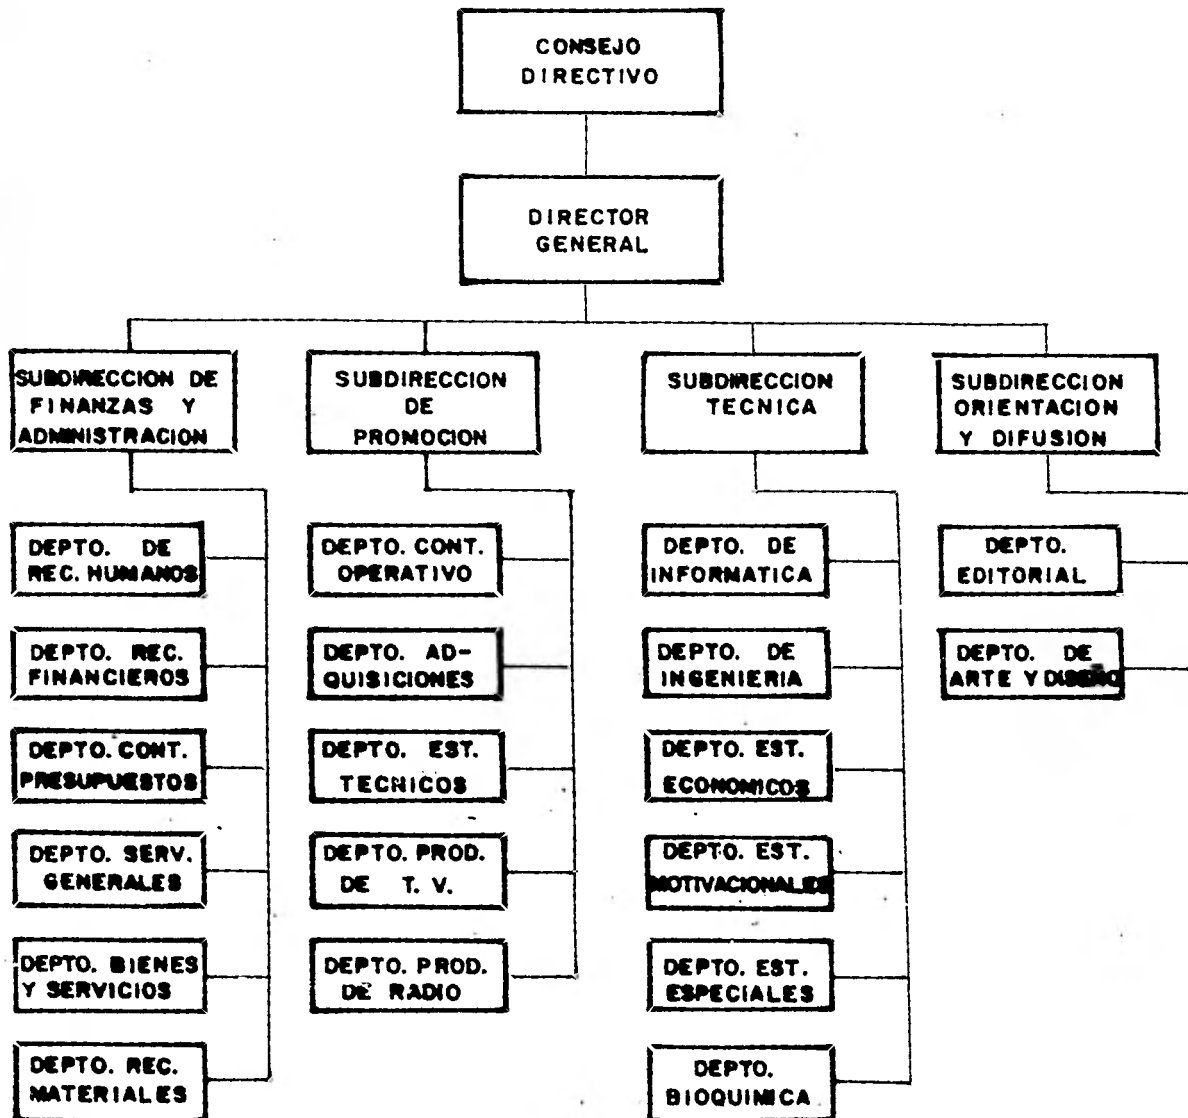 CONSEJO
DIRECTIVO
DIRECTOR
GENERAL
SUBDIRECCION DE
FINANZAS Y
ADMINISTRACION
SUBDIRECCION
DE
PROMOCION
SUBDIRECCION
TECNICA
SUBDIRECCION
ORIENTACION
Y DIFUSION
DEPTO. DE
REC. HUMANOS
DEPTO. REC.
FINANCIEROS
DEPTO. CONT.
PRESUPUESTOS
DEPTO. SERV.
GENERALES
DEPTO. BIENES
Y SERVICIOS
DEPTO. REC.
MATERIALES
DEPTO. CONT.
OPERATIVO
DEPTO. AD-
QUISICIONES
DEPTO. EST.
TECNICOS
DEPTO. PROD.
DE T. V.
DEPTO. PROD.
DE RADIO
DEPTO. DE
INFORMATICA
DEPTO. DE
INGENIERIA
DEPTO. EST.
ECONOMICOS
DEPTO. EST.
MOTIVACIONALES
DEPTO. EST.
ESPECIALES
DEPTO.
BIOQUIMICA
DEPTO.
EDITORIAL
DEPTO. DE
ARTE Y DISEÑO